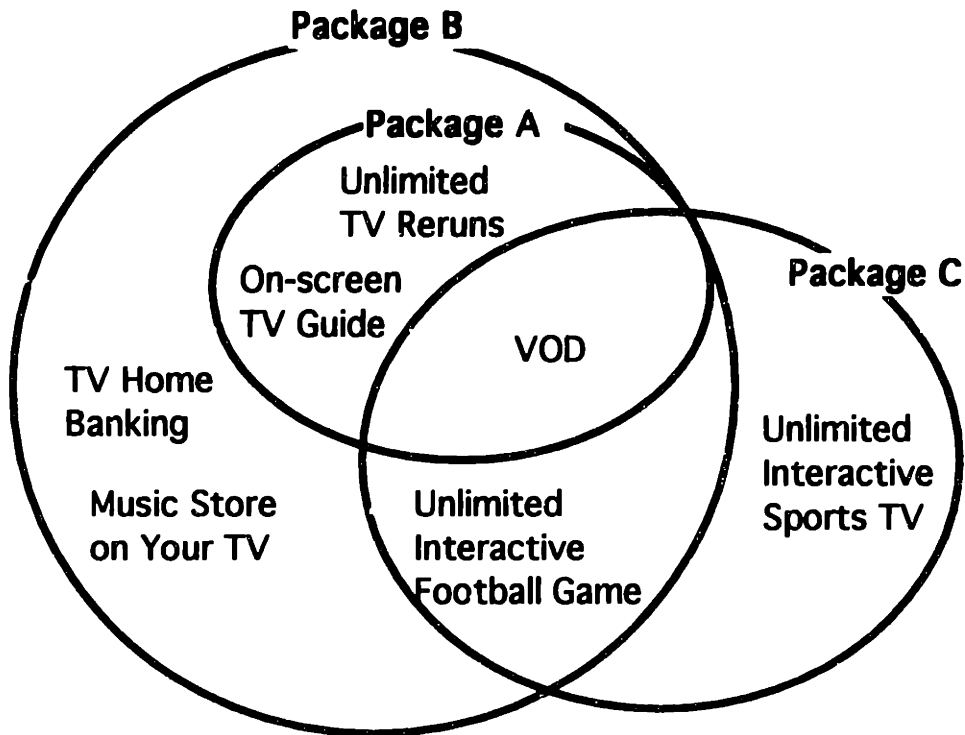 Package B
Package A
Unlimited
TV Reruns
Package C
On-screen
TV Guide
VOD
TV Home
Banking
Unlimited
Interactive
Sports TV
Music Store
on Your TV
Unlimited
Interactive
Football Game